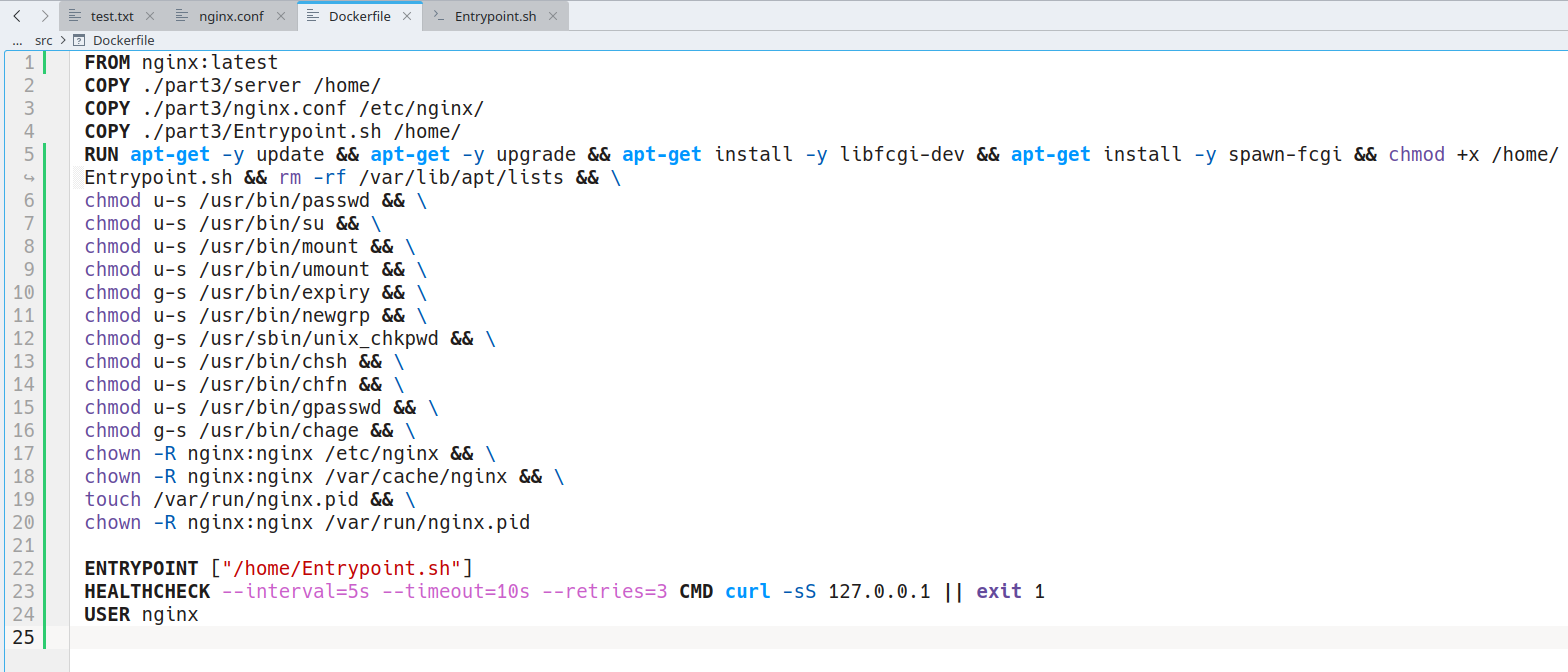 test.txt
nginx.conf
Dockerfile
Entrypoint.sh
... src > Dockerfile
1 FROM nginx:latest
2 COPY ./part3/server /home/
3 COPY ./part3/nginx.conf /etc/nginx/
4 COPY ./part3/Entrypoint.sh /home/
5 RUN apt-get -y update && apt-get -y upgrade && apt-get install -y libfcgi-dev && apt-get install -y spawn-fcgi && chmod +x /home/
Entrypoint.sh && rm -rf /var/lib/apt/lists && \
6 chmod u-s /usr/bin/passwd && \
7 chmod u-s /usr/bin/su && \
8 chmod u-s /usr/bin/mount && \
9 chmod u-s /usr/bin/umount && \
10 chmod g-s /usr/bin/expiry && \
11 chmod u-s /usr/bin/newgrp && \
12 chmod g-s /usr/sbin/unix_chkpwd && \
13 chmod u-s /usr/bin/chsh && \
14 chmod u-s /usr/bin/chfn && \
15 chmod u-s /usr/bin/gpasswd && \
16 chmod g-s /usr/bin/chage && \
17 chown -R nginx:nginx /etc/nginx && \
18 chown -R nginx:nginx /var/cache/nginx && \
19 touch /var/run/nginx.pid && \
20 chown -R nginx:nginx /var/run/nginx.pid
21
22 ENTRYPOINT ["/home/Entrypoint.sh"]
23 HEALTHCHECK --interval=5s --timeout=10s --retries=3 CMD curl -sS 127.0.0.1 || exit 1
24 USER nginx
25